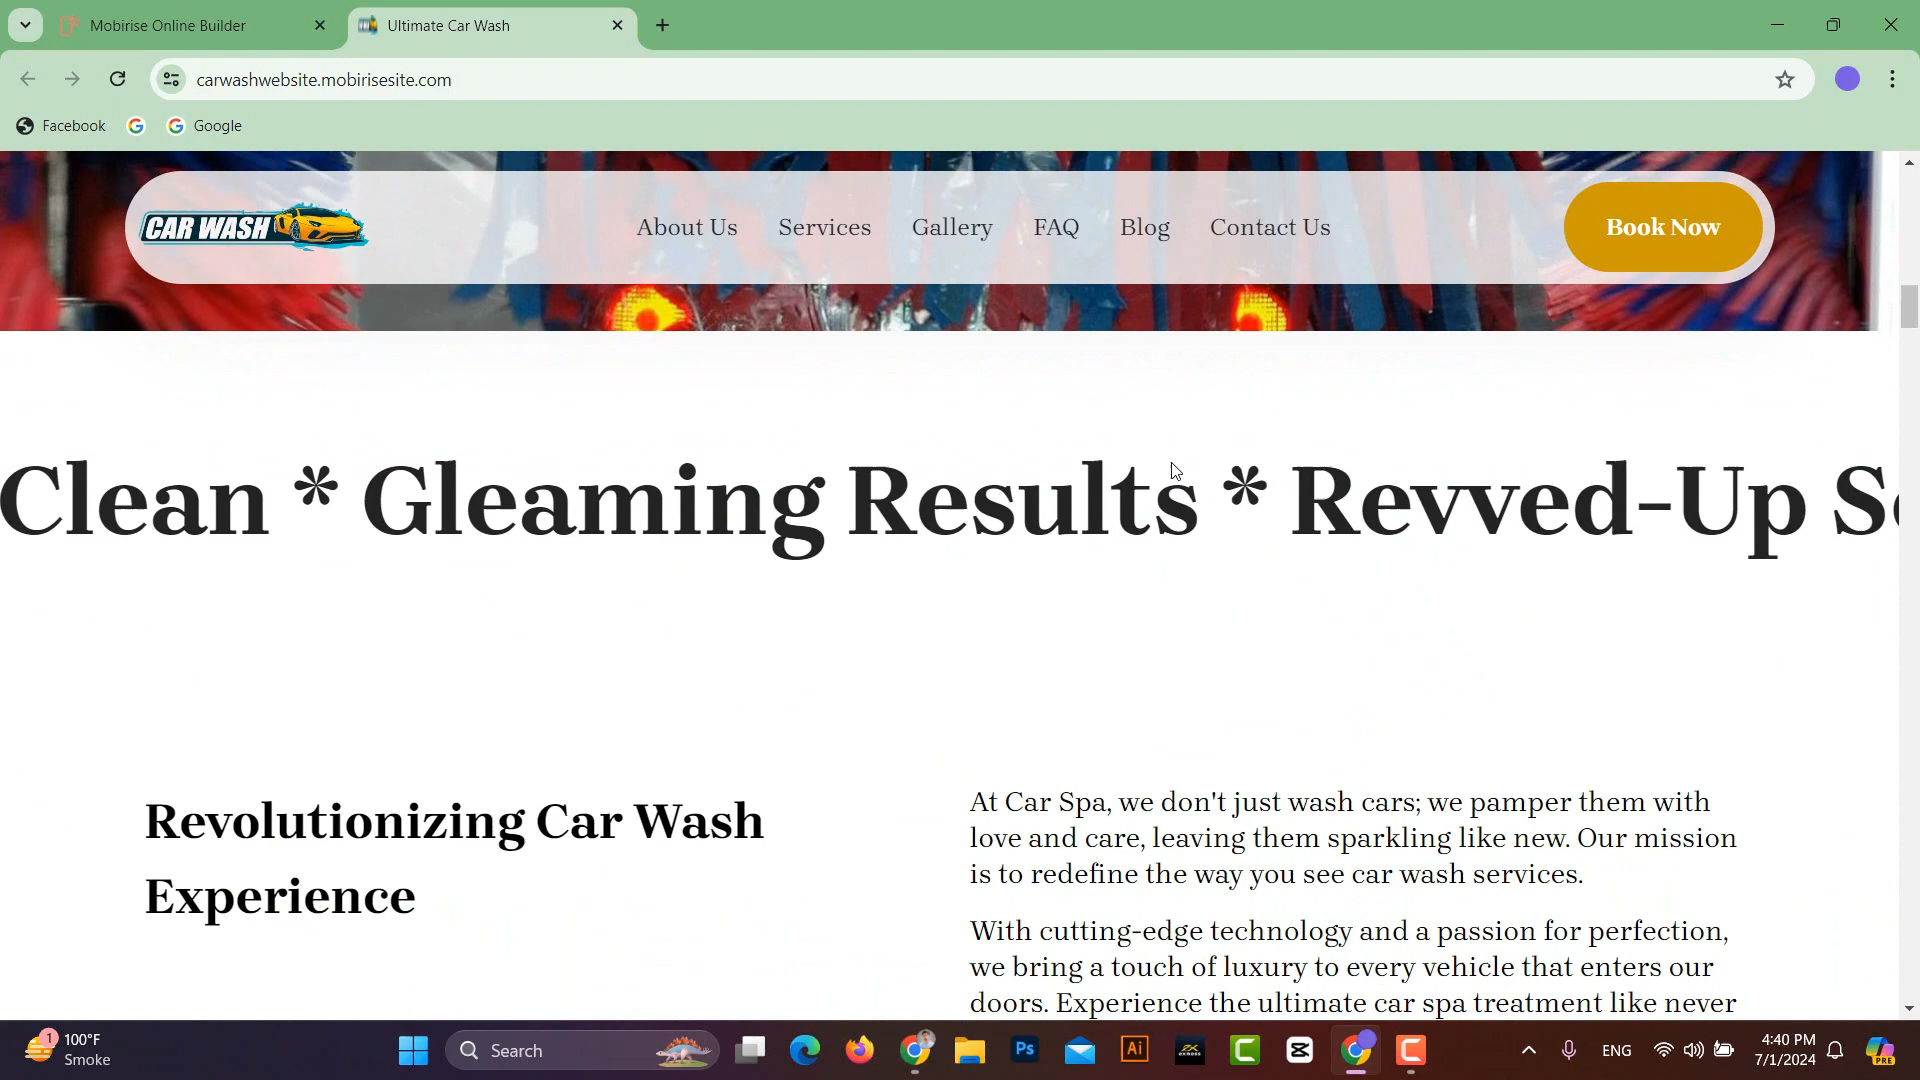 Mobirise Online Builder
Ultimate Car Wash
carwashwebsite.mobirisesite.com
Facebook
Google
CAR WASH
About Us
Services
Gallery
FAQ
Blog
Contact Us
Book Now
Clean * Gleaming Results * Revved-Up
Revolutionizing Car Wash
Experience
At Car Spa, we don't just wash cars; we pamper them with
love and care, leaving them sparkling like new. Our mission
is to redefine the way you see car wash services.
With cutting-edge technology and a passion for perfection,
we bring a touch of luxury to every vehicle that enters our
doors. Experience the ultimate car spa treatment like never
1
100°F
Smoke
Search
Ps
Ai
exness
ENG
4:40 PM
7/1/2024
PRE